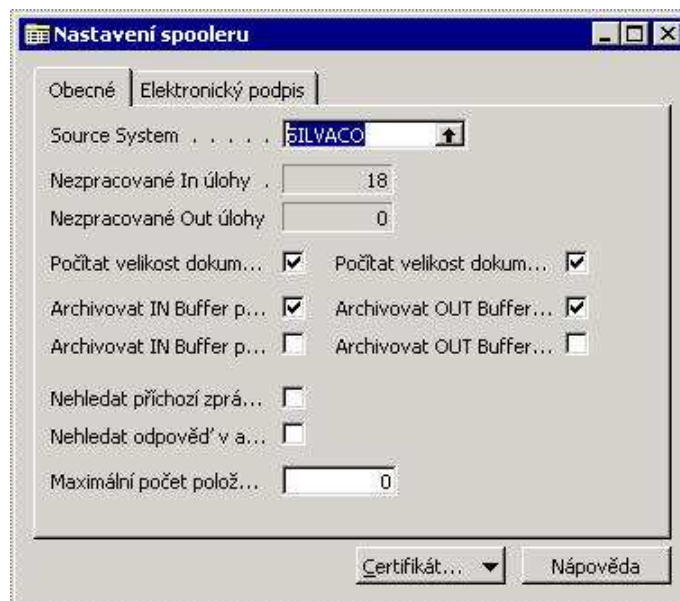 Nastavení spooleru
Obecné Elektronický podpis
Source System . . . . . SILVACO
Nezpracované In úlohy . 18
Nezpracované Out úlohy 0
Počítat velikost dokum... Počítat velikost dokum...
Archivovat IN Buffer p... Archivovat OUT Buffer...
Archivovat IN Buffer p... Archivovat OUT Buffer...
Nehledat příchozí zprá...
Nehledat odpověď v a...
Maximální počet polož... 0
Certifikát... Nápověda